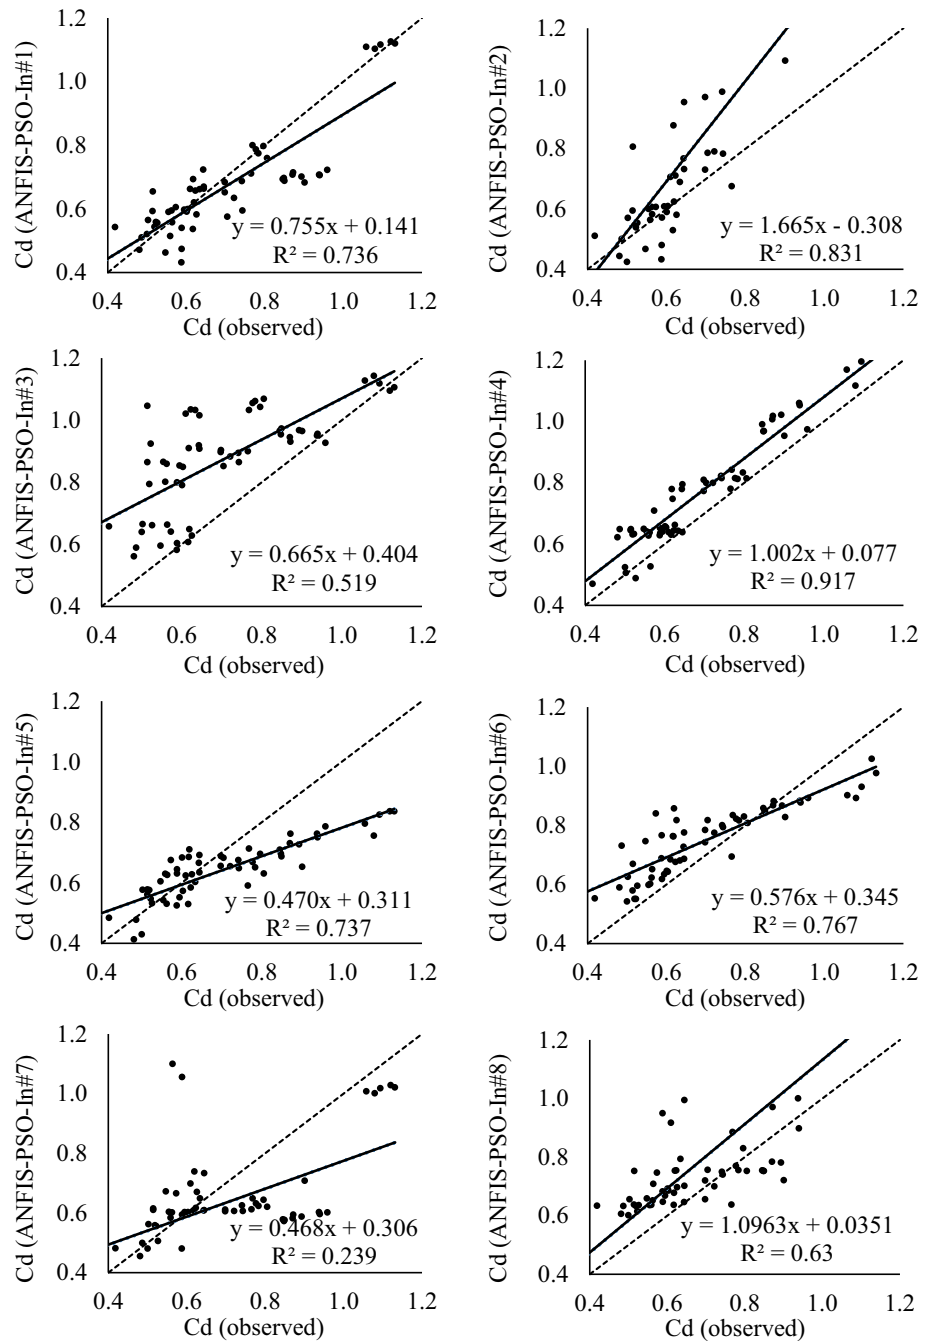 Cd (ANFIS-PSO-In#1)
1.2
1.0
0.8
0.6
0.4
y = 0.755x + 0.141
R² = 0.736
0.4 0.6 0.8 1.0 1.2
Cd (observed)
Cd (ANFIS-PSO-In#2)
1.2
1.0
0.8
0.6
0.4
y = 1.665x - 0.308
R² = 0.831
0.4 0.6 0.8 1.0 1.2
Cd (observed)
Cd (ANFIS-PSO-In#3)
1.2
1.0
0.8
0.6
0.4
y = 0.665x + 0.404
R² = 0.519
0.4 0.6 0.8 1.0 1.2
Cd (observed)
Cd (ANFIS-PSO-In#4)
1.2
1.0
0.8
0.6
0.4
y = 1.002x + 0.077
R² = 0.917
0.4 0.6 0.8 1.0 1.2
Cd (observed)
Cd (ANFIS-PSO-In#5)
1.2
1.0
0.8
0.6
0.4
y = 0.470x + 0.311
R² = 0.737
0.4 0.6 0.8 1.0 1.2
Cd (observed)
Cd (ANFIS-PSO-In#6)
1.2
1.0
0.8
0.6
0.4
y = 0.576x + 0.345
R² = 0.767
0.4 0.6 0.8 1.0 1.2
Cd (observed)
Cd (ANFIS-PSO-In#7)
1.2
1.0
0.8
0.6
0.4
y = 0.468x + 0.306
R² = 0.239
0.4 0.6 0.8 1.0 1.2
Cd (observed)
Cd (ANFIS-PSO-In#8)
1.2
1.0
0.8
0.6
0.4
y = 1.0963x + 0.0351
R² = 0.63
0.4 0.6 0.8 1.0 1.2
Cd (observed)